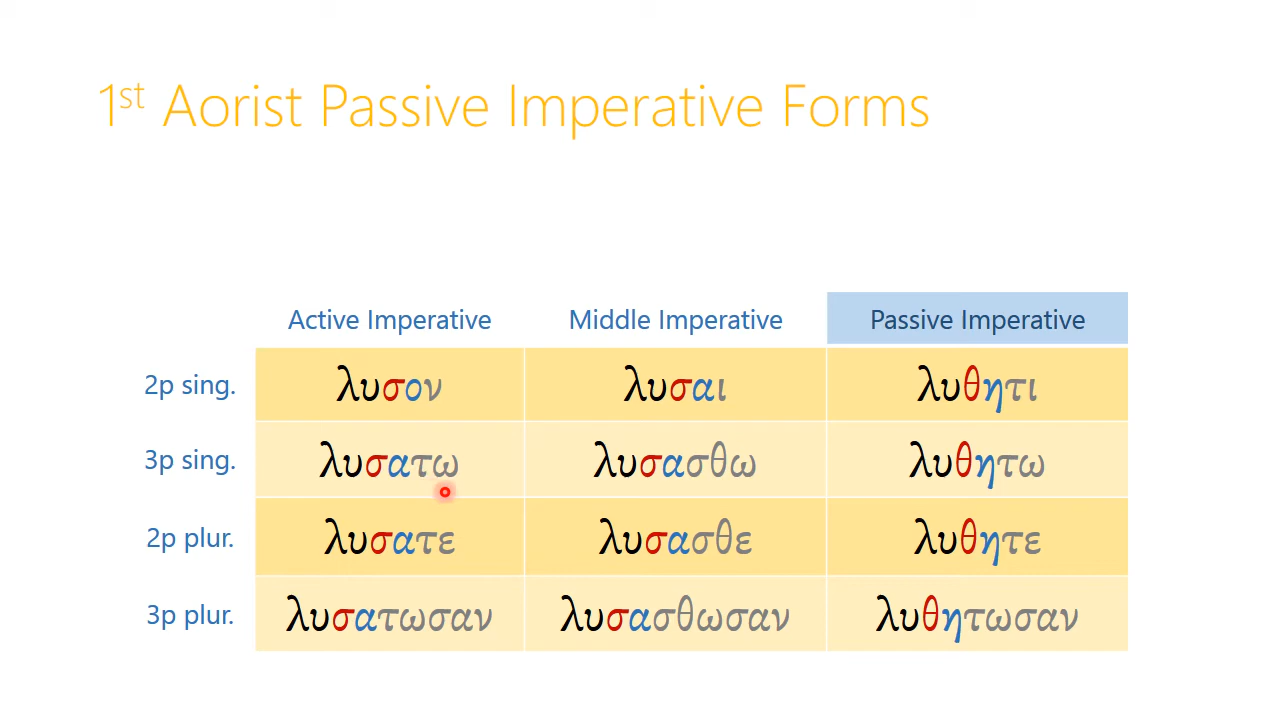 1st Aorist Passive Imperative Forms
Active Imperative Middle Imperative Passive Imperative
2p sing. λυσον λυσαι λυθητι
3p sing. λυσατω λυσασθω λυθητω
2p plur. λυσατε λυσασθε λυθητε
3p plur. λυσατωσαν λυσασθωσαν λυθητωσαν